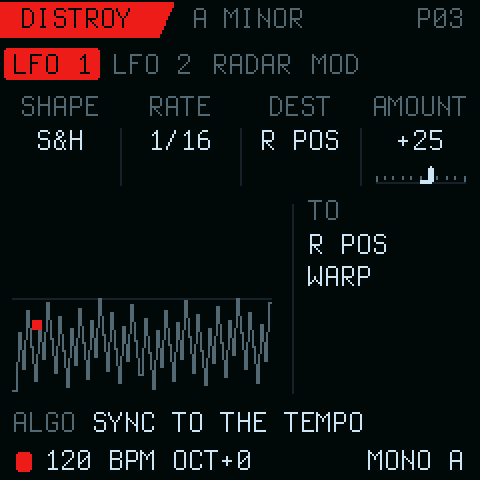 DISTROY A MINOR P03
LFO 1 LFO 2 RADAR MOD
SHAPE RATE DEST AMOUNT
S&H 1/16 R POS +25
TO
R POS
WARP
ALGO SYNC TO THE TEMPO
120 BPM OCT+0 MONO A